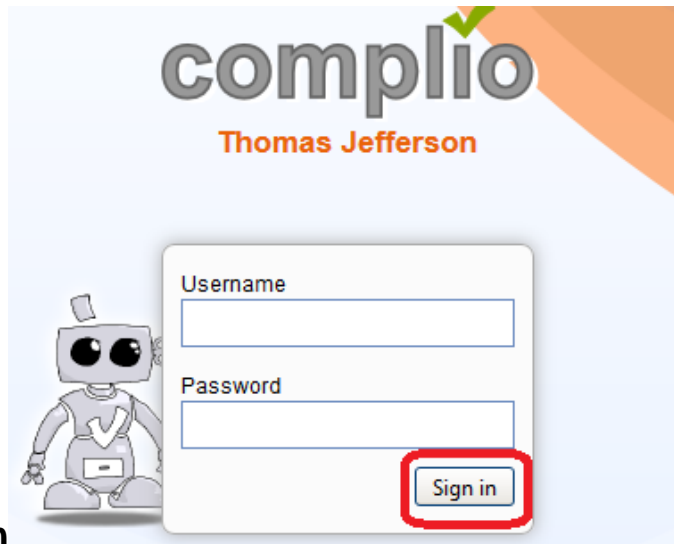 complio
Thomas Jefferson
Username
Password
Sign in